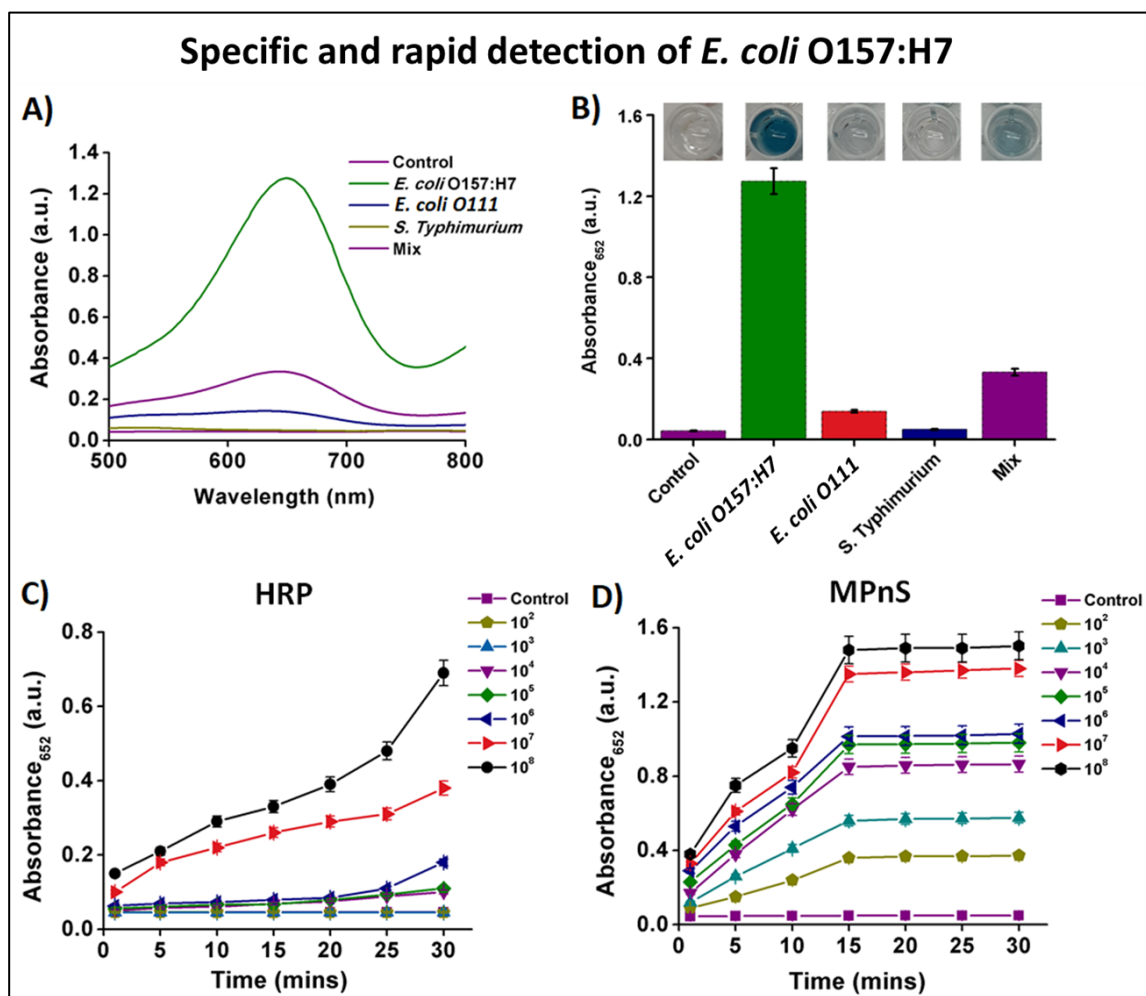 Specific and rapid detection of E. coli O157:H7
A)
1.4
1.2
1.0
0.8
0.6
0.4
0.2
0.0
Absorbance (a.u.)
500
600
700
800
Wavelength (nm)
Control
E. coli O157:H7
E. coli O111
S. Typhimurium
Mix
B)
1.6
1.2
0.8
0.4
0.0
Absorbance₆₅₂ (a.u.)
Control
E. coli O157:H7
E. coli O111
S. Typhimurium
Mix
C)
HRP
0.8
0.6
0.4
0.2
0.0
Absorbance₆₅₂ (a.u.)
0
5
10
15
20
25
30
Time (mins)
Control
10²
10³
10⁴
10⁵
10⁶
10⁷
10⁸
D)
MPnS
1.6
1.2
0.8
0.4
0.0
Absorbance₆₅₂ (a.u.)
0
5
10
15
20
25
30
Time (mins)
Control
10²
10³
10⁴
10⁵
10⁶
10⁷
10⁸